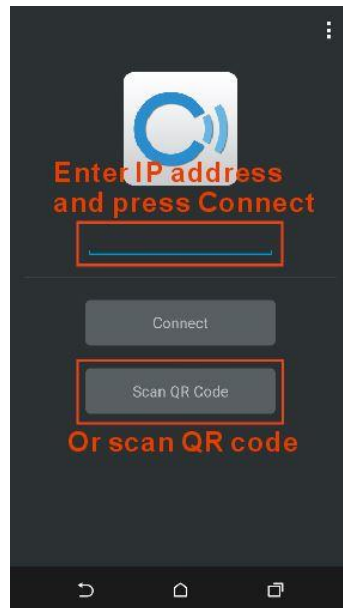 Enter IP address
and press Connect
Connect
Scan QR Code
Or scan QR code